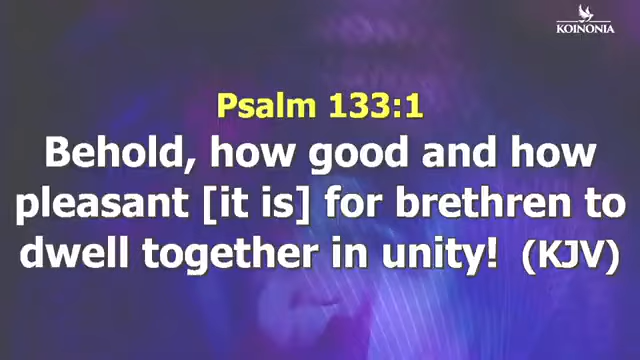 KOINONIA
Psalm 133:1
Behold, how good and how
pleasant [it is] for brethren to
dwell together in unity! (KJV)